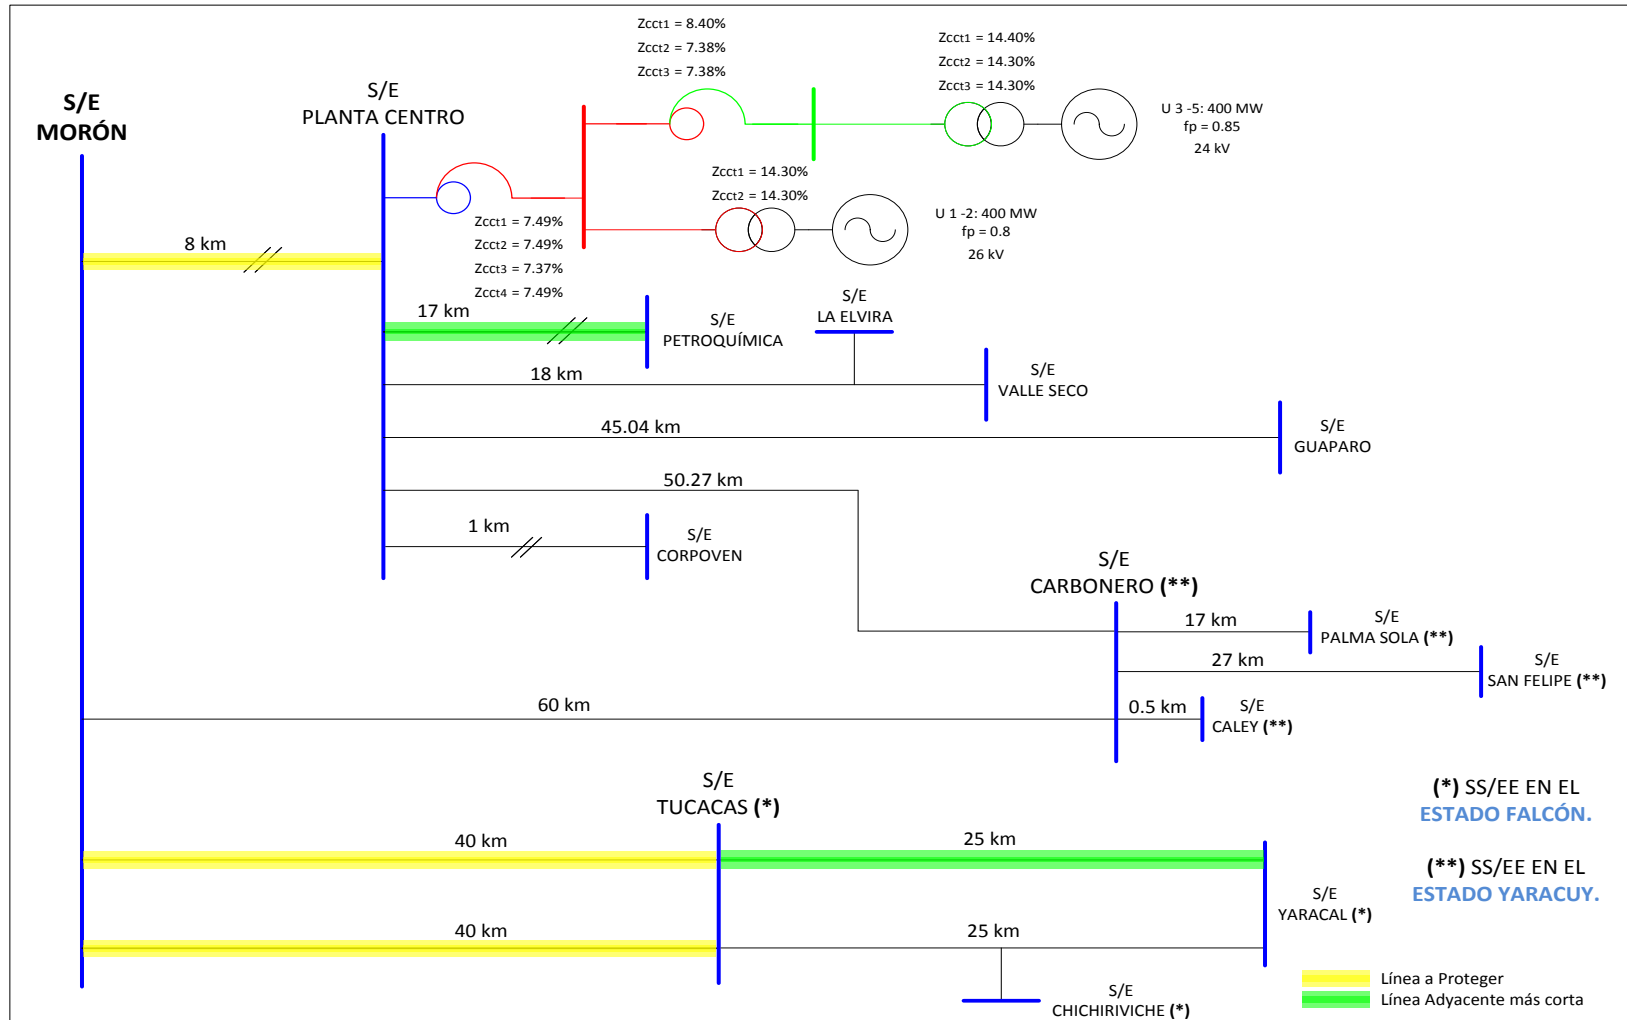 Zcct1 = 8.40%
Zcct2 = 7.38%
Zcct3 = 7.38%
Zcct1 = 14.40%
Zcct2 = 14.30%
Zcct3 = 14.30%
S/E
MORÓN
S/E
PLANTA CENTRO
U 3 -5: 400 MW
fp = 0.85
24 kV
Zcct1 = 14.30%
Zcct2 = 14.30%
U 1 -2: 400 MW
fp = 0.8
26 kV
Zcct1 = 7.49%
Zcct2 = 7.49%
Zcct3 = 7.37%
Zcct4 = 7.49%
8 km
17 km
S/E
PETROQUÍMICA
S/E
LA ELVIRA
18 km
S/E
VALLE SECO
45.04 km
S/E
GUAPARO
50.27 km
1 km
S/E
CORPOVEN
S/E
CARBONERO (**)
17 km
S/E
PALMA SOLA (**)
27 km
S/E
SAN FELIPE (**)
60 km
0.5 km
S/E
CALEY (**)
S/E
TUCACAS (*)
(*) SS/EE EN EL
ESTADO FALCÓN.
40 km
25 km
(**) SS/EE EN EL
ESTADO YARACUY.
S/E
YARACAL (*)
40 km
25 km
S/E
CHICHIRIVICHE (*)
Línea a Proteger
Línea Adyacente más corta